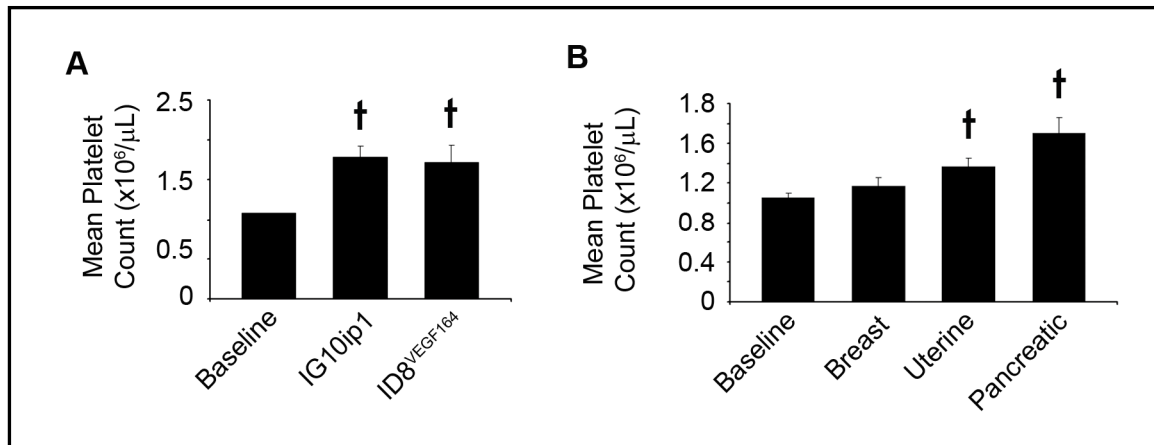 A
Mean Platelet
Count (x10⁶/μL)
2.5
1.5
0.5
0
†
†
Baseline
IG10ip1
ID8ⱽᴱᴳᶠ¹⁶⁴
B
Mean Platelet
Count (x10⁶/μL)
1.8
1.6
1.2
0.8
0.4
0
†
†
Baseline
Breast
Uterine
Pancreatic